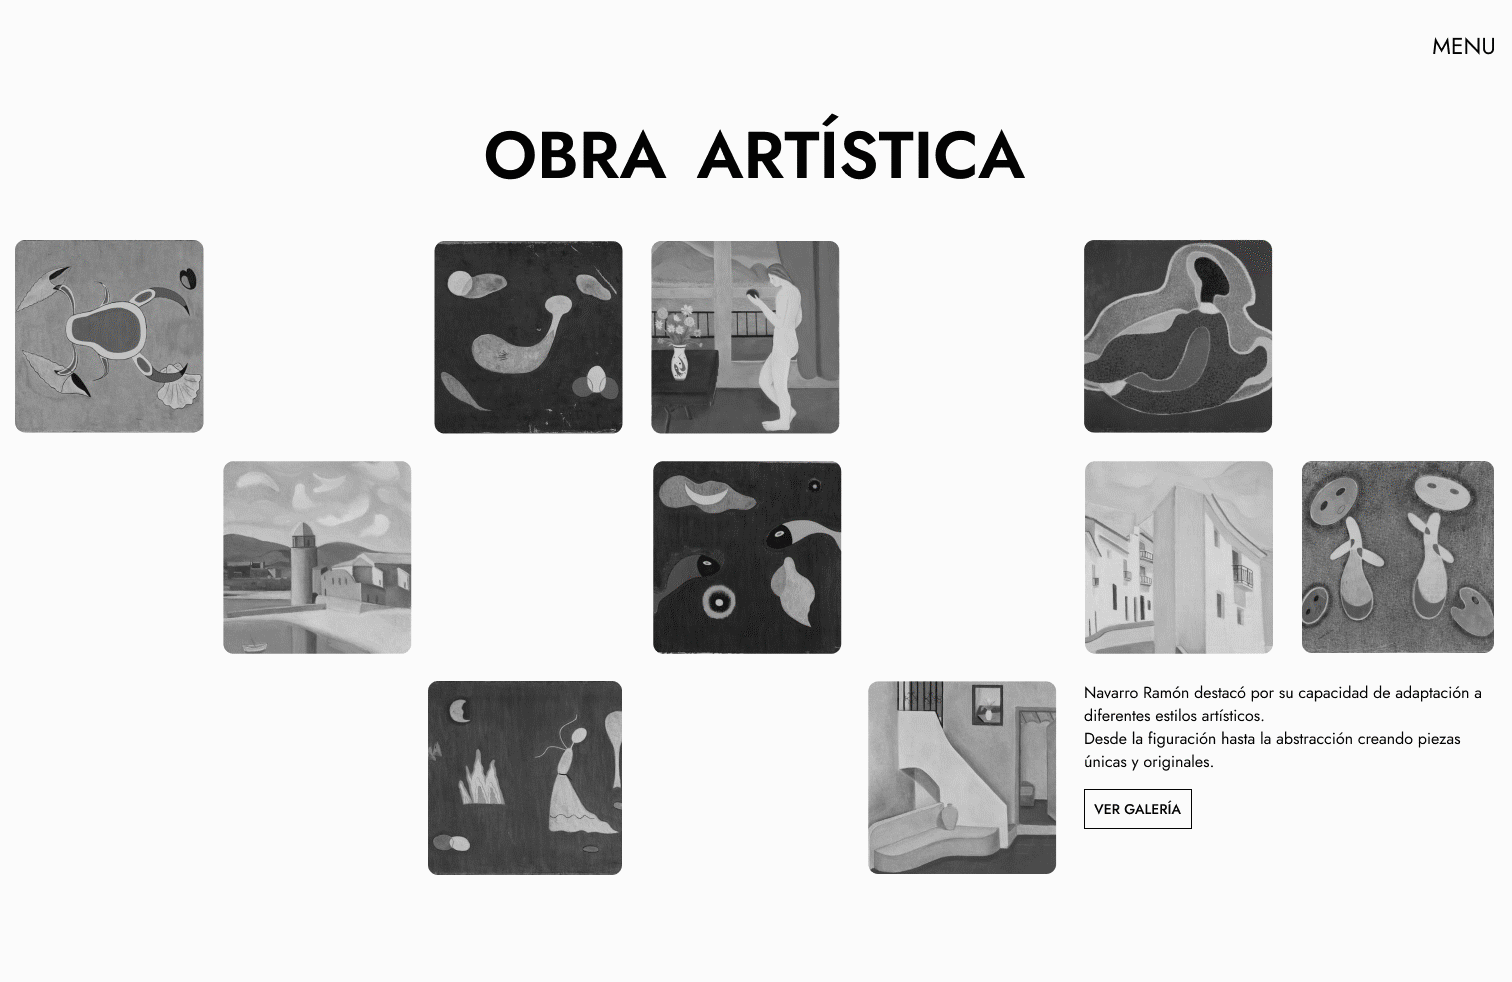 MENU
OBRA ARTÍSTICA
Navarro Ramón destacó por su capacidad de adaptación a
diferentes estilos artísticos.
Desde la figuración hasta la abstracción creando piezas
únicas y originales.
VER GALERÍA